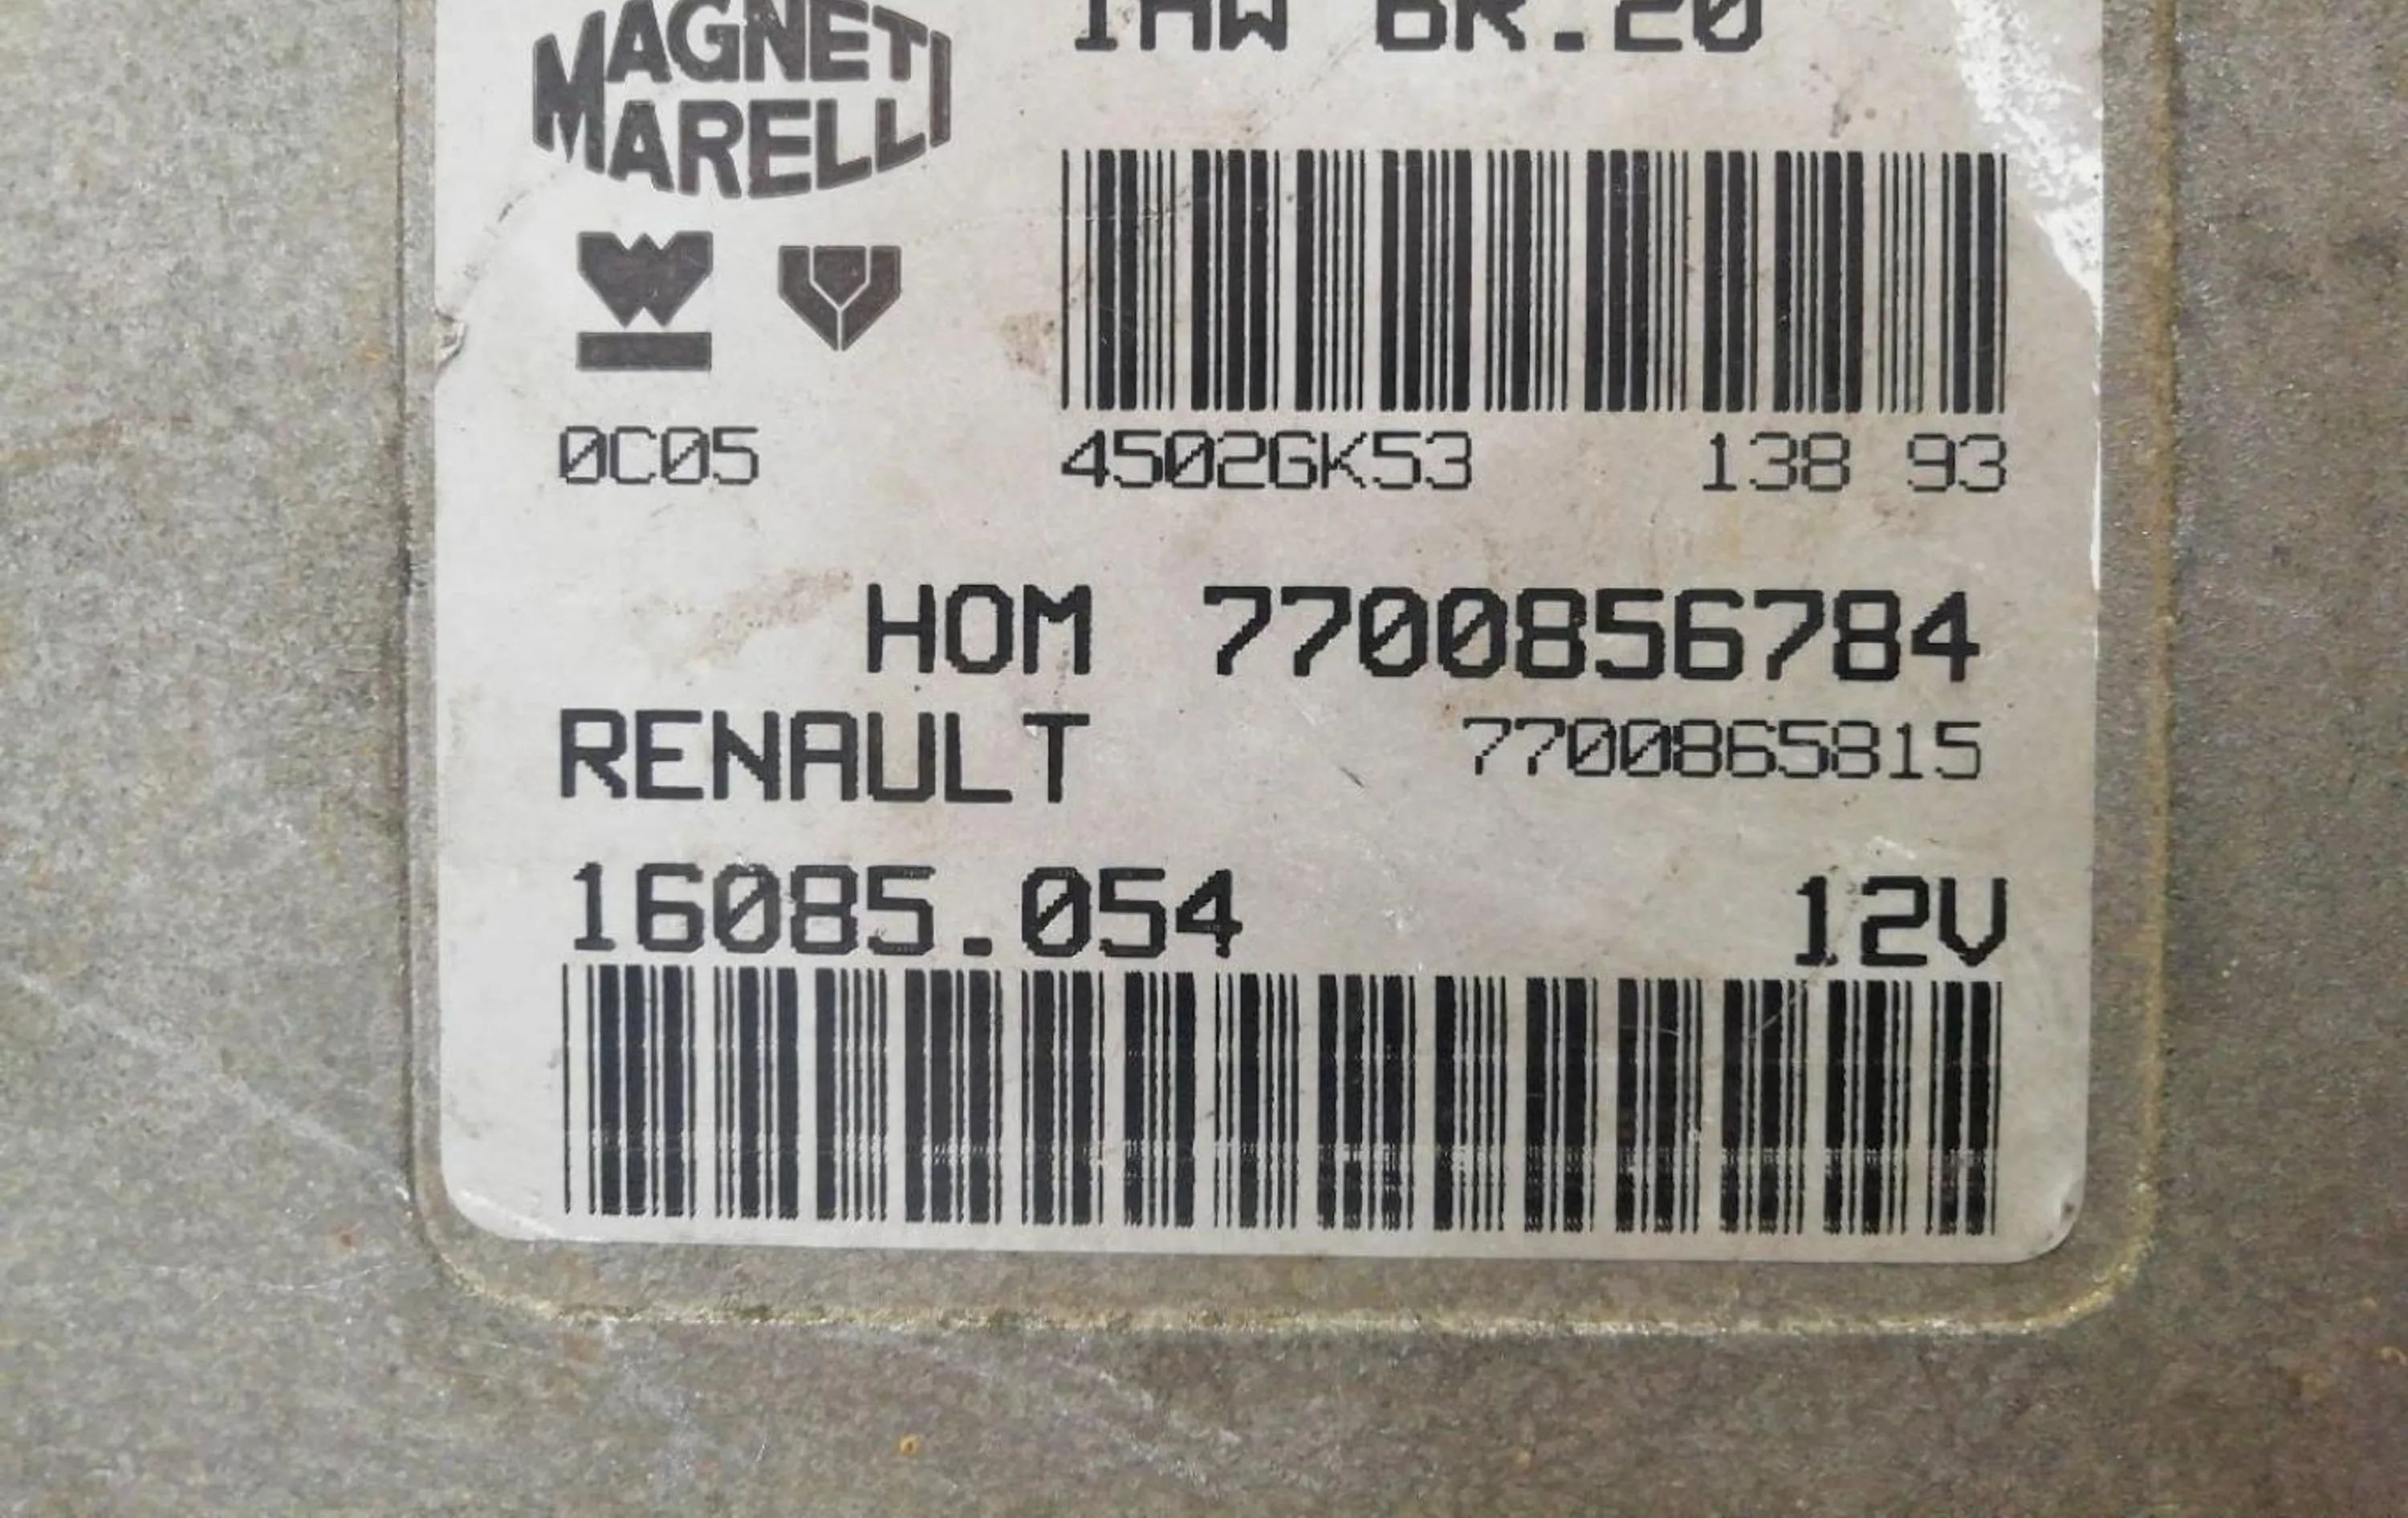 MAGNETI
MARELLI
IAW 6R.20
0C05
4502GK53 138 93
HOM 7700856784
RENAULT 7700865815
16085.054 12V